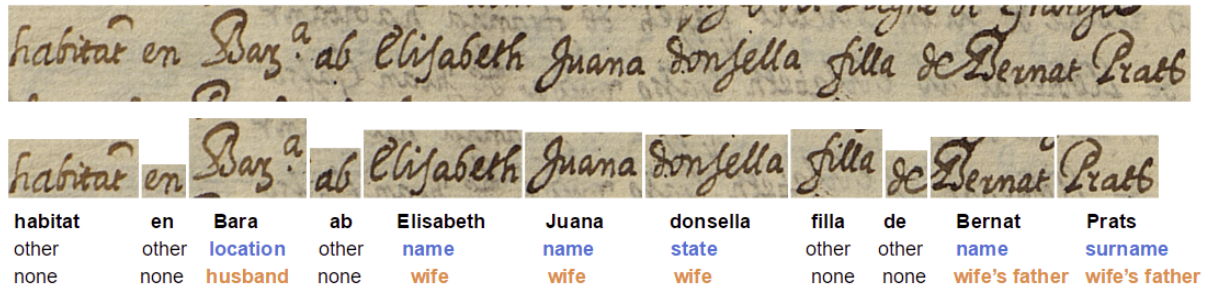 habitat en Bar.ª ab Elisabeth Juana donsella filla de Bernat Prats
habitat en Bar.ª ab Elisabeth Juana donsella filla de Bernat Prats
habitat en Bara ab Elisabeth Juana donsella filla de Bernat Prats
other other location other name name state other other name surname
none none husband none wife wife wife none none wife's father wife's father